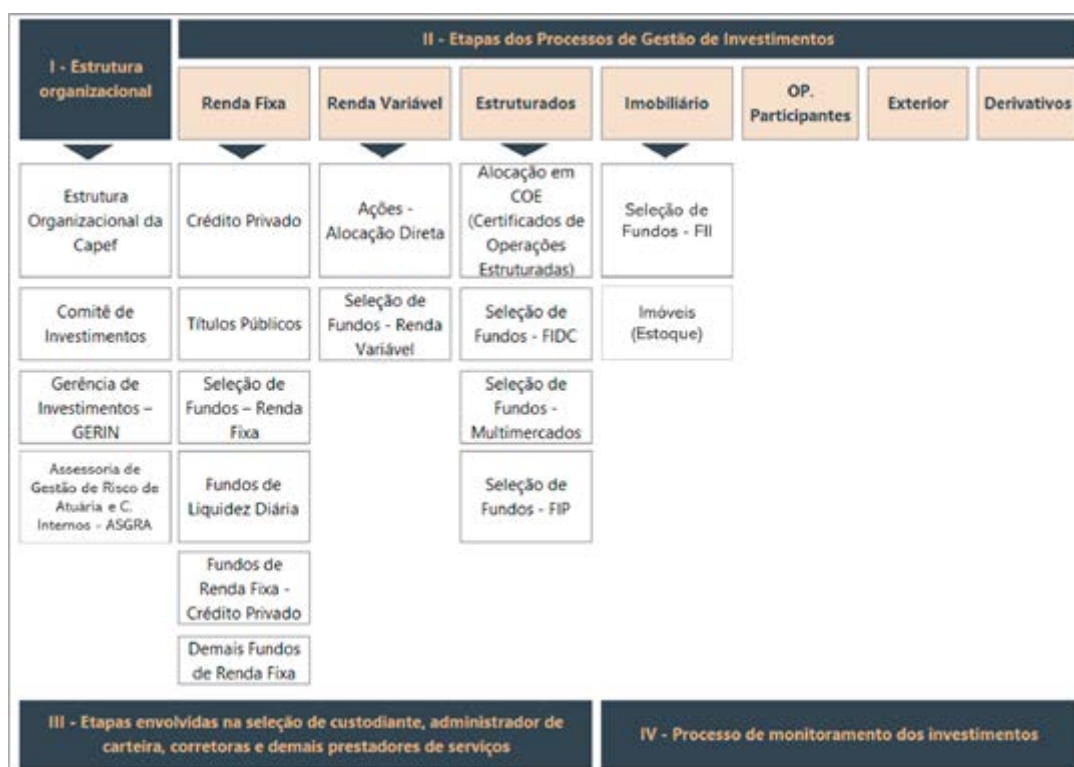 I - Estrutura
organizacional
II - Etapas dos Processos de Gestão de Investimentos
Renda Fixa
Renda Variável
Estruturados
Imobiliário
OP.
Participantes
Exterior
Derivativos
Estrutura
Organizacional da
Capef
Comitê de
Investimentos
Gerência de
Investimentos –
GERIN
Assessoria de
Gestão de Risco de
Atuária e C.
Internos - ASGRA
Crédito Privado
Títulos Públicos
Seleção de
Fundos – Renda
Fixa
Fundos de
Liquidez Diária
Fundos de
Renda Fixa -
Crédito Privado
Demais Fundos
de Renda Fixa
Ações -
Alocação Direta
Seleção de
Fundos - Renda
Variável
Alocação em
COE
(Certificados de
Operações
Estruturadas)
Seleção de
Fundos - FIDC
Seleção de
Fundos -
Multimercados
Seleção de
Fundos - FIP
Seleção de
Fundos - FII
Imóveis
(Estoque)
III - Etapas envolvidas na seleção de custodiante, administrador de
carteira, corretoras e demais prestadores de serviços
IV - Processo de monitoramento dos investimentos